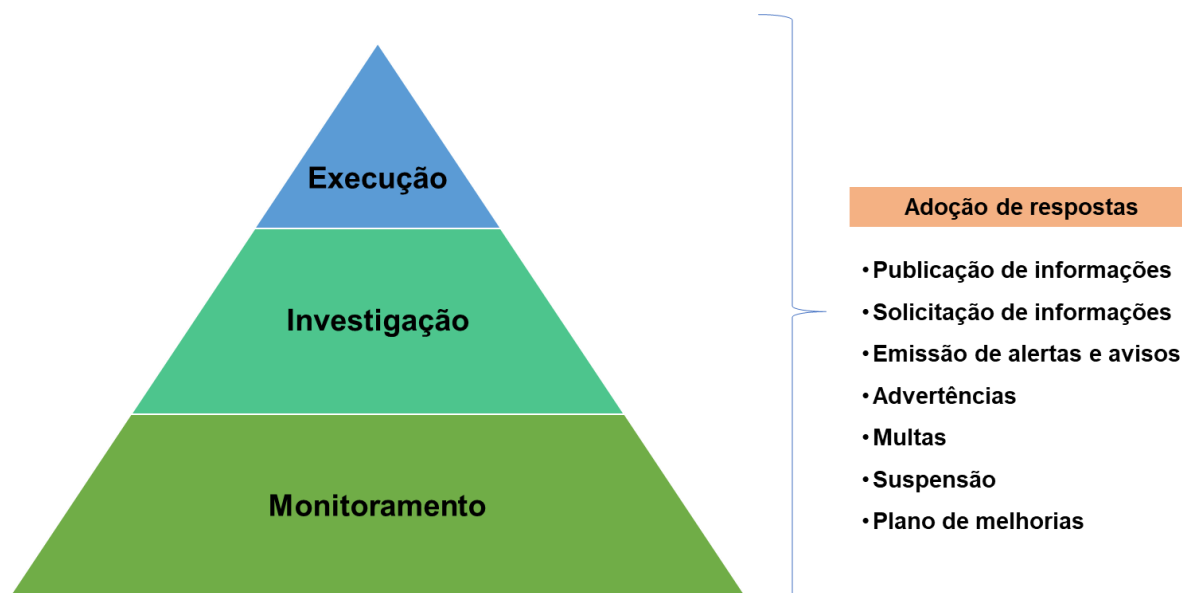 Execução
Investigação
Monitoramento
Adoção de respostas
• Publicação de informações
• Solicitação de informações
• Emissão de alertas e avisos
• Advertências
• Multas
• Suspensão
• Plano de melhorias